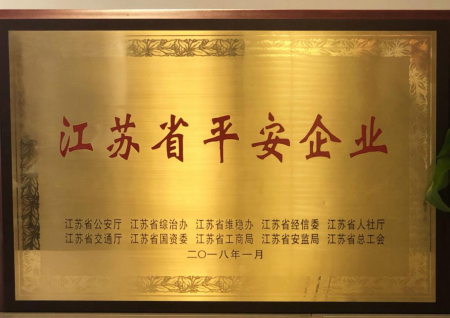 江苏省平安企业
江苏省公安厅 江苏省综治办 江苏省维稳办 江苏省经信委 江苏省人社厅
江苏省交通厅 江苏省国资委 江苏省工商局 江苏省安监局 江苏省总工会
二〇一八年一月